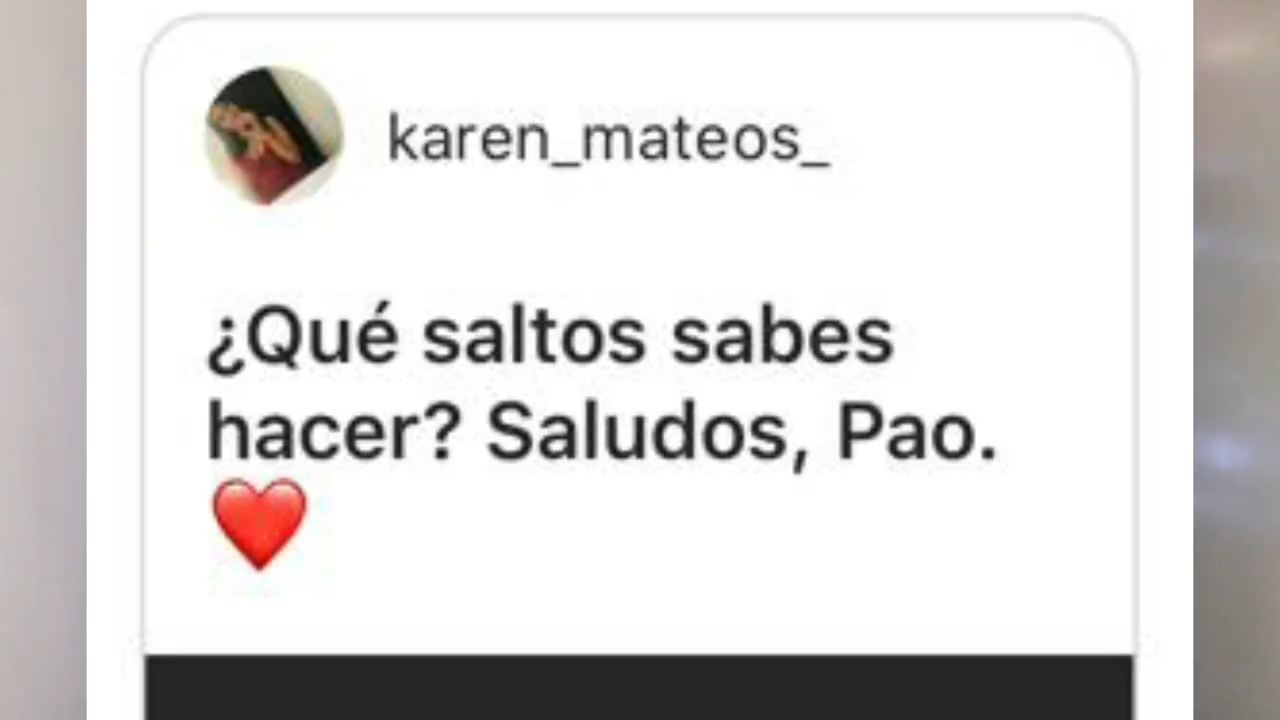 karen_mateos_
¿Qué saltos sabes
hacer? Saludos, Pao.
❤️